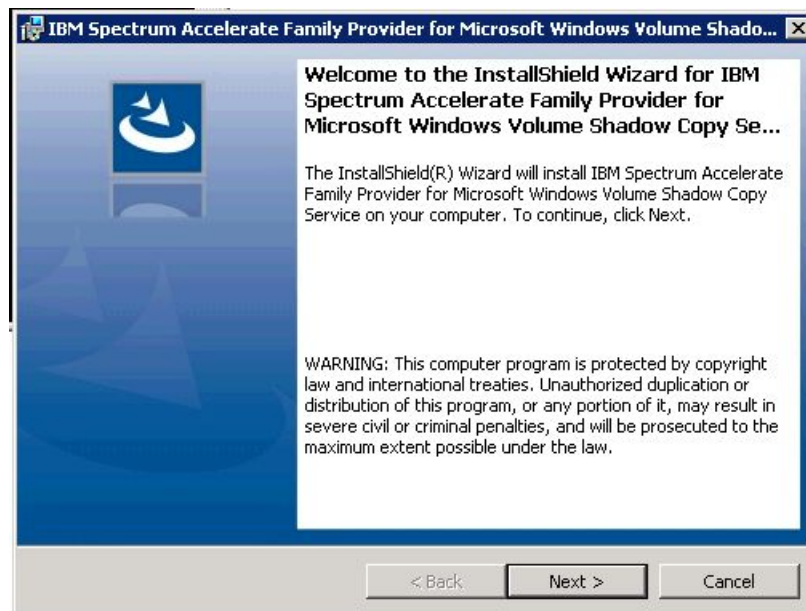 IBM Spectrum Accelerate Family Provider for Microsoft Windows Volume Shado...
Welcome to the InstallShield Wizard for IBM
Spectrum Accelerate Family Provider for
Microsoft Windows Volume Shadow Copy Se...
The InstallShield(R) Wizard will install IBM Spectrum Accelerate
Family Provider for Microsoft Windows Volume Shadow Copy
Service on your computer. To continue, click Next.
WARNING: This computer program is protected by copyright
law and international treaties. Unauthorized duplication or
distribution of this program, or any portion of it, may result in
severe civil or criminal penalties, and will be prosecuted to the
maximum extent possible under the law.
< Back Next > Cancel